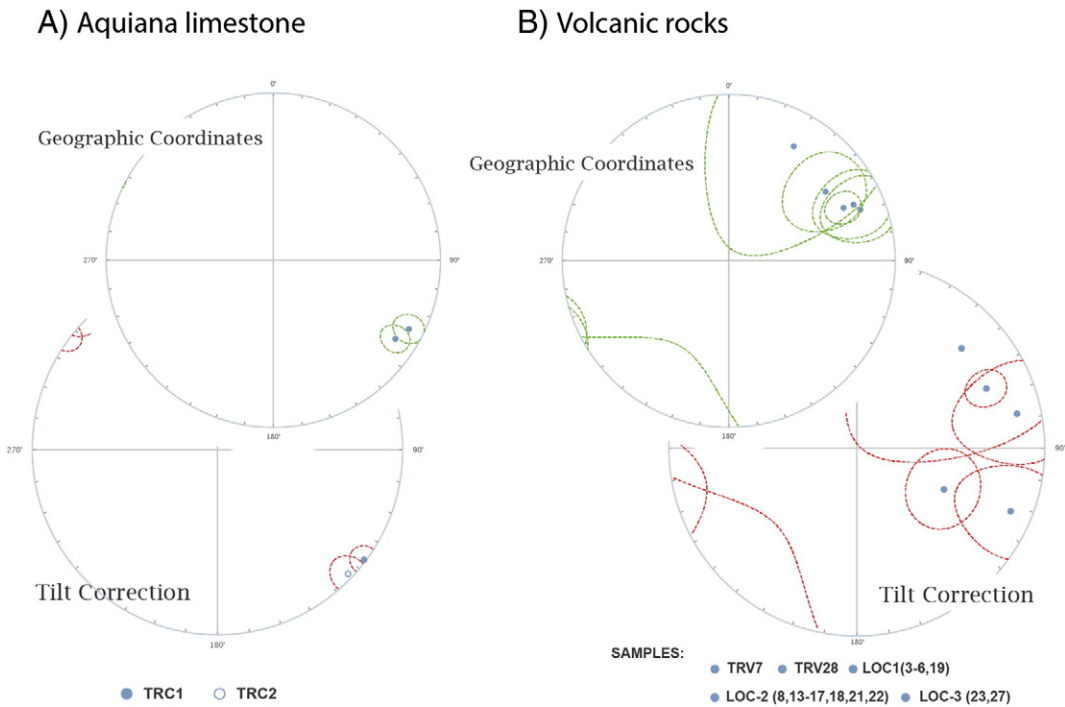 A) Aquiana limestone
B) Volcanic rocks
0'
Geographic Coordinates
270'
90'
180'
270'
90'
Tilt Correction
180'
TRC1
TRC2
0'
Geographic Coordinates
270'
90'
180'
90'
Tilt Correction
180'
SAMPLES:
TRV7 TRV28 LOC1(3-6,19)
LOC-2 (8,13-17,18,21,22) LOC-3 (23,27)